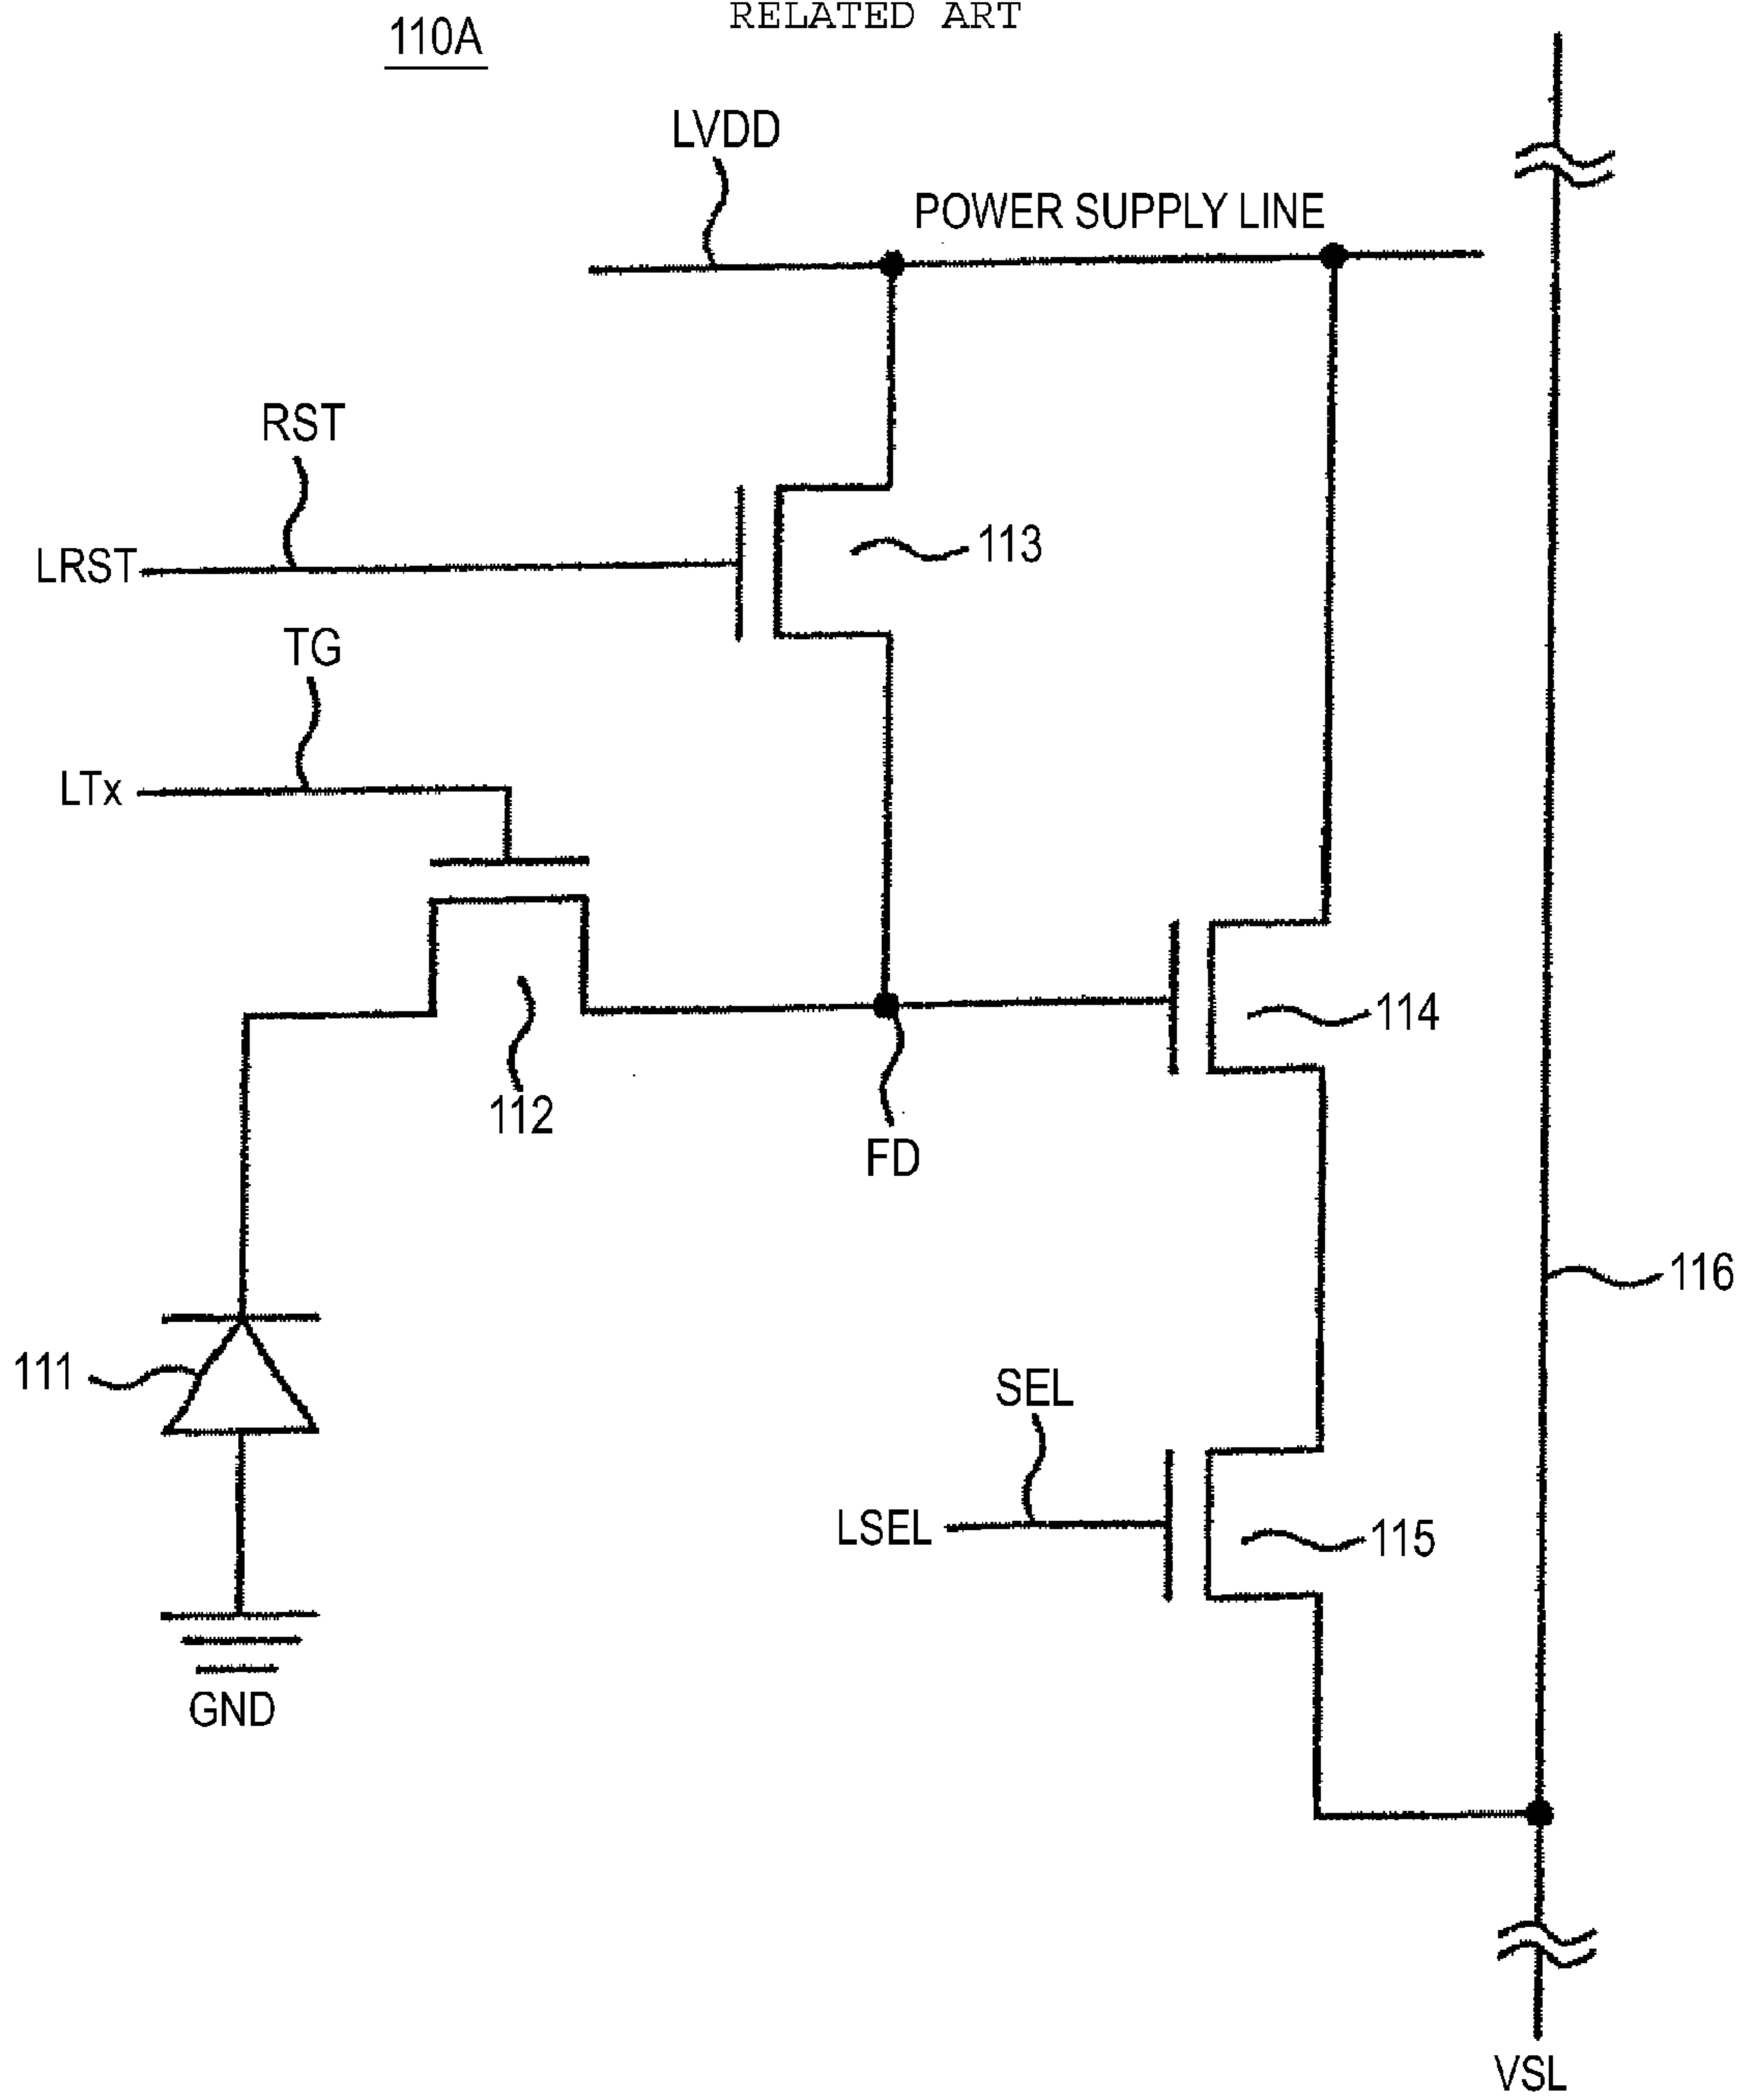 RELATED ART
110A
LVDD
POWER SUPPLY LINE
RST
113
LRST
TG
LTx
114
112
FD
116
111
SEL
LSEL
115
GND
VSL